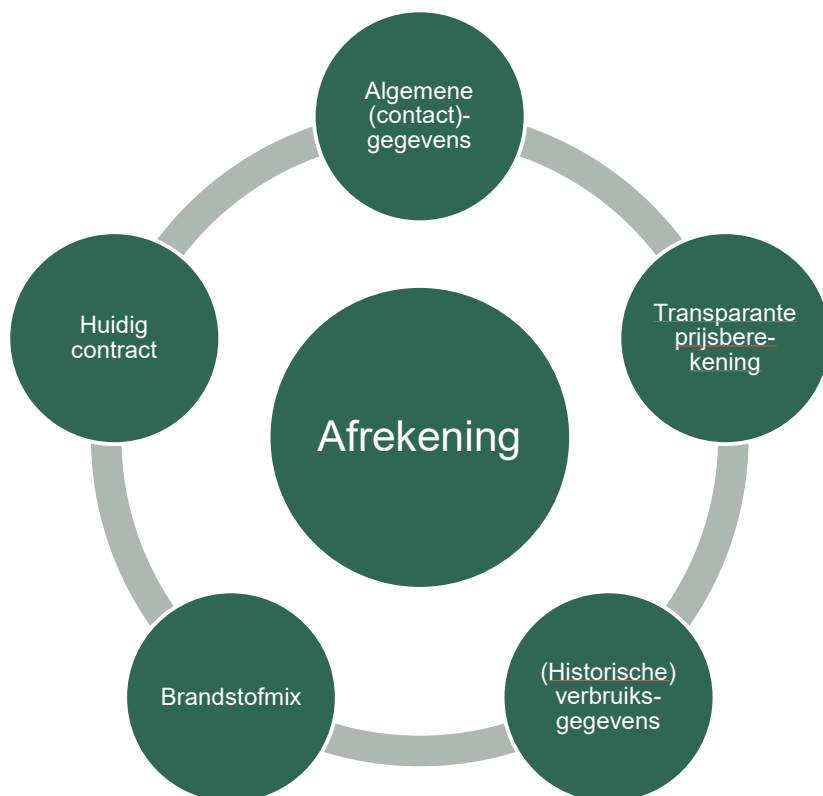 Algemene
(contact)-
gegevens
Transparante
prijsbere-
kening
(Historische)
verbruiks-
gegevens
Brandstofmix
Huidig
contract
Afrekening